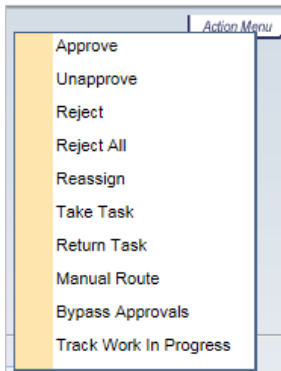 Action Menu
Approve
Unapprove
Reject
Reject All
Reassign
Take Task
Return Task
Manual Route
Bypass Approvals
Track Work In Progress